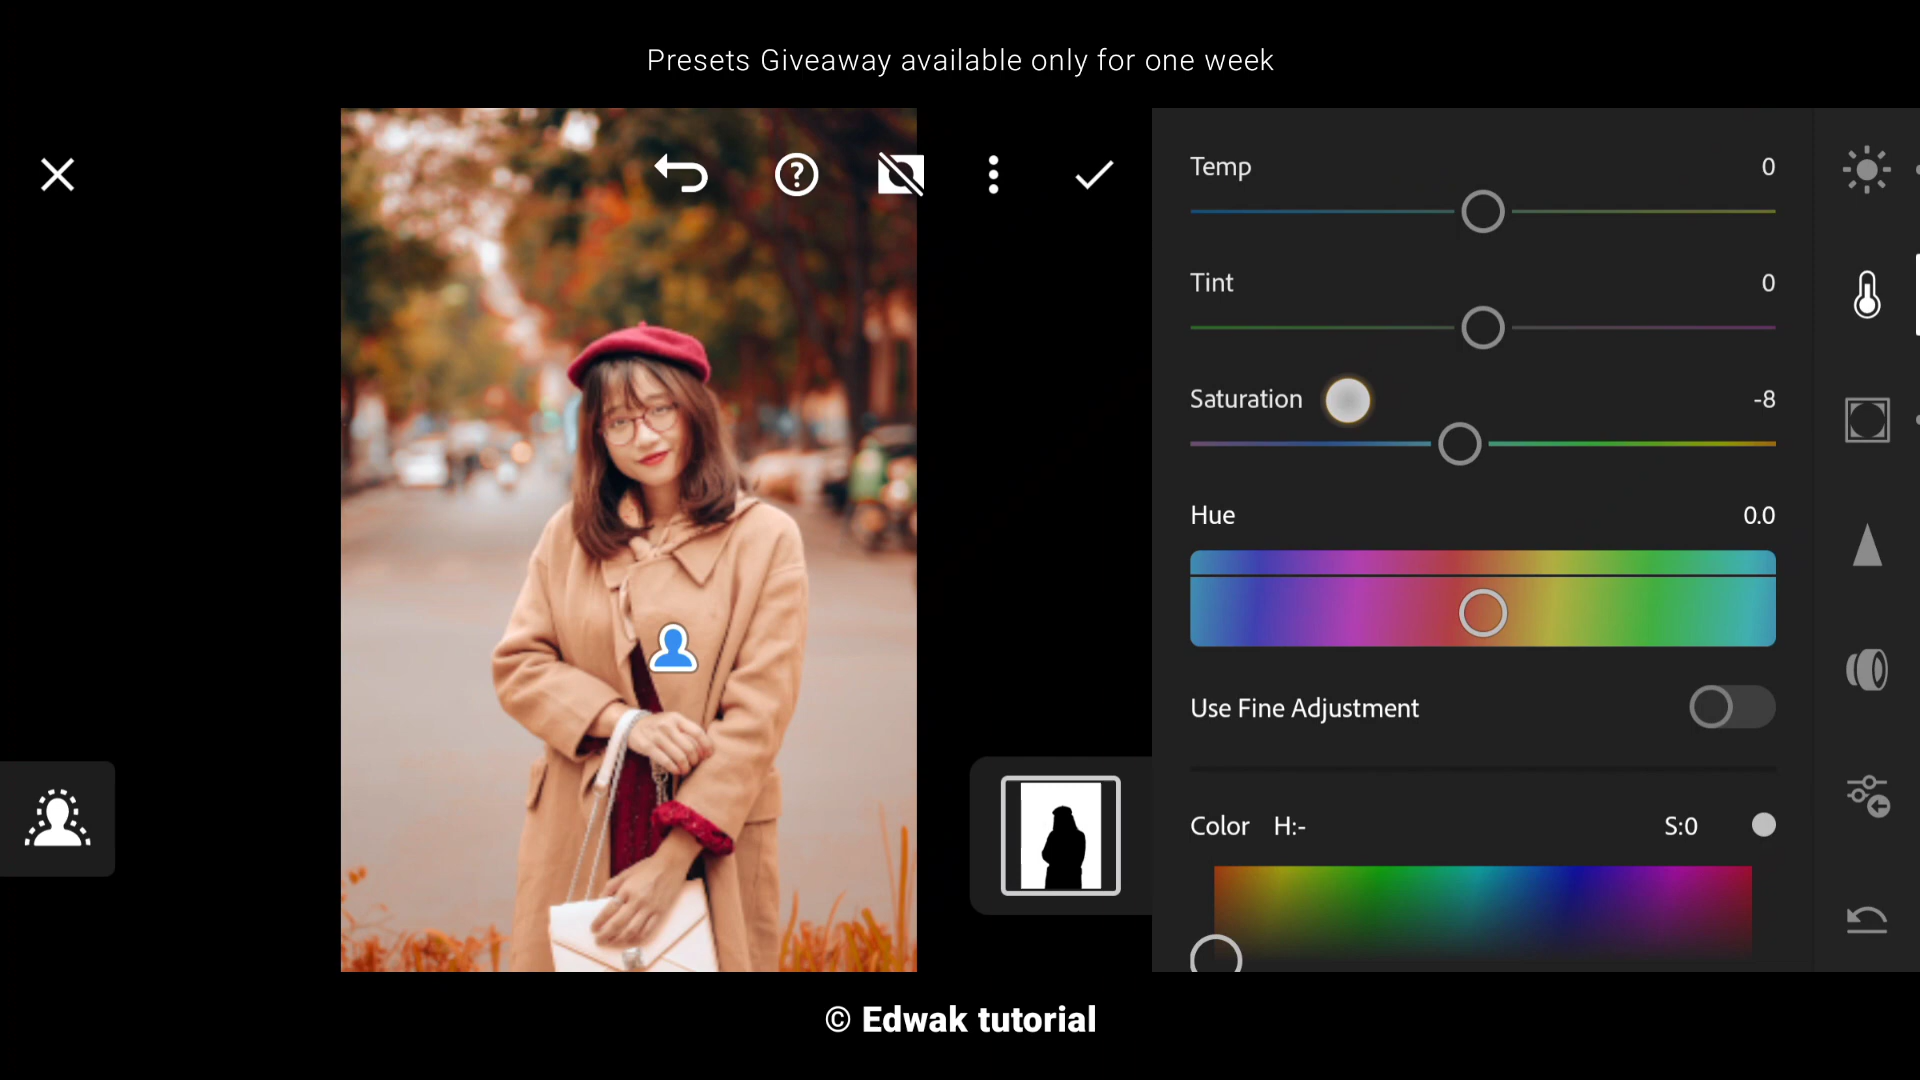 Presets Giveaway available only for one week
Temp 0
Tint 0
Saturation -8
Hue 0.0
Use Fine Adjustment
Color H:- S:0
© Edwak tutorial